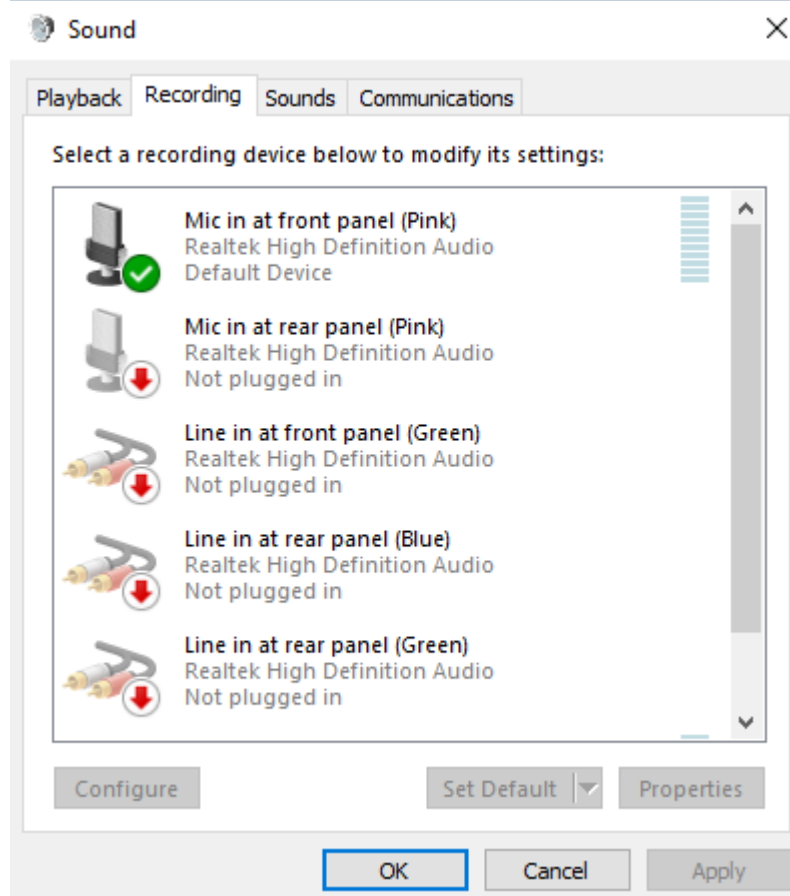 Sound
Playback Recording Sounds Communications
Select a recording device below to modify its settings:
Mic in at front panel (Pink)
Realtek High Definition Audio
Default Device
Mic in at rear panel (Pink)
Realtek High Definition Audio
Not plugged in
Line in at front panel (Green)
Realtek High Definition Audio
Not plugged in
Line in at rear panel (Blue)
Realtek High Definition Audio
Not plugged in
Line in at rear panel (Green)
Realtek High Definition Audio
Not plugged in
Configure Set Default Properties
OK Cancel Apply